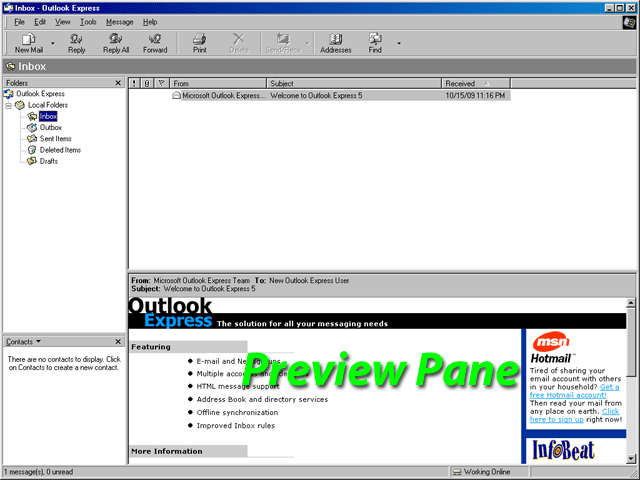 Inbox - Outlook Express
File Edit View Tools Message Help
New Mail Reply Reply All Forward Print Delete Send/Recv Addresses Find
Inbox
Folders
Outlook Express
Local Folders
Inbox
Outbox
Sent Items
Deleted Items
Drafts
From Subject Received
Microsoft Outlook Express... Welcome to Outlook Express 5 10/15/09 11:16 PM
From: Microsoft Outlook Express Team To: New Outlook Express User
Subject: Welcome to Outlook Express 5
Outlook
Express The solution for all your messaging needs
Featuring
E-mail and Newsgroups
Multiple accounts
HTML message support
Address Book and directory services
Offline synchronization
Improved Inbox rules
More Information
Preview Pane
msn
Hotmail™
Tired of sharing your
email account with others
in your household? Get a
free Hotmail account!
Then read your mail from
any place on earth. Click
here to sign up right now!
InfoBeat
Contacts
There are no contacts to display. Click
on Contacts to create a new contact.
1 message(s), 0 unread
Working Online